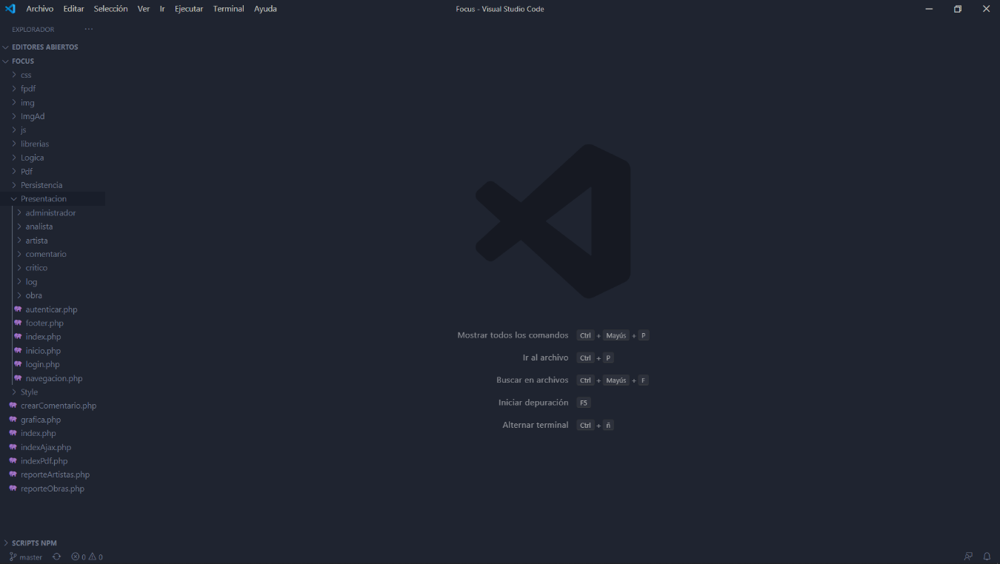 Archivo Editar Selección Ver Ir Ejecutar Terminal Ayuda Focus - Visual Studio Code
EXPLORADOR
EDITORES ABIERTOS
FOCUS
css
fpdf
img
ImgAd
js
librerias
Logica
Pdf
Persistencia
Presentacion
administrador
analista
artista
comentario
critico
log
obra
autenticar.php
footer.php
index.php
inicio.php
login.php
navegacion.php
Style
crearComentario.php
grafica.php
index.php
indexAjax.php
indexPdf.php
reporteArtistas.php
reporteObras.php
Mostrar todos los comandos Ctrl + Mayús + P
Ir al archivo Ctrl + P
Buscar en archivos Ctrl + Mayús + F
Iniciar depuración F5
Alternar terminal Ctrl + ñ
SCRIPTS NPM
master 0 0